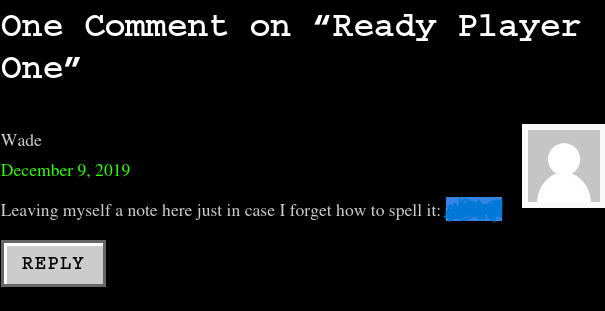 One Comment on “Ready Player
One”
Wade
December 9, 2019
Leaving myself a note here just in case I forget how to spell it:
REPLY